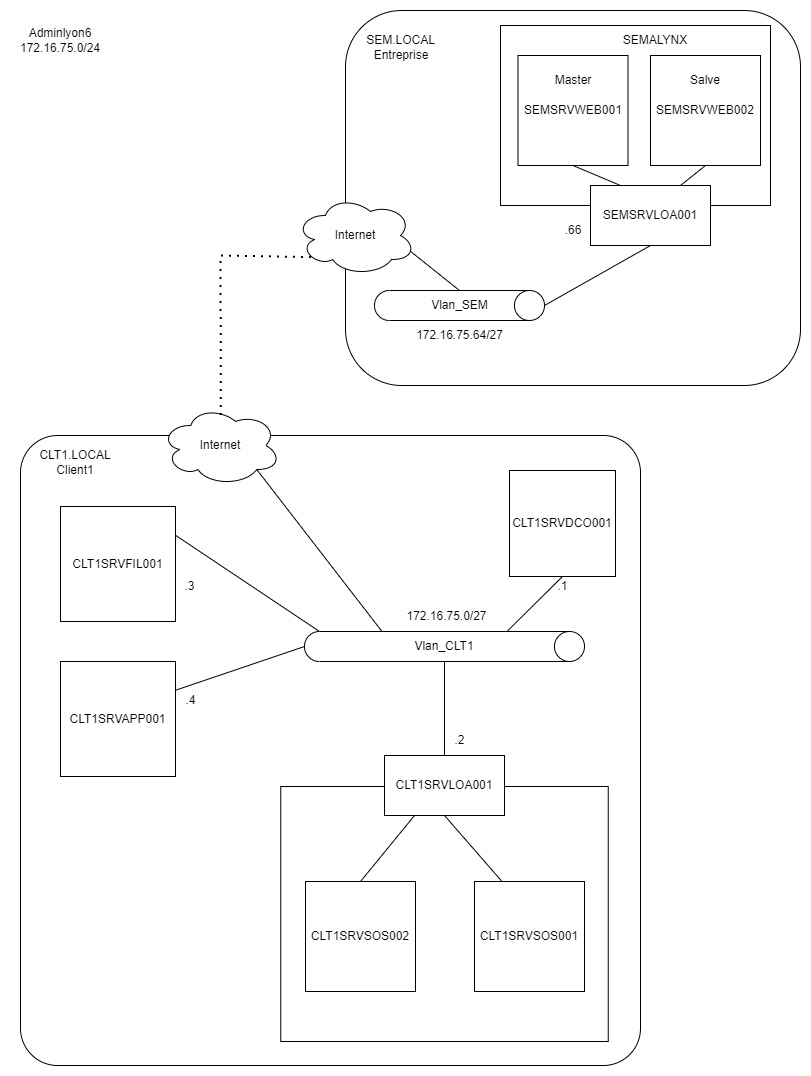 Adminlyon6
172.16.75.0/24
SEM.LOCAL
Entreprise
SEMALYNX
Master
SEMSRVWEB001
Salve
SEMSRVWEB002
SEMSRVLOA001
.66
Internet
Vlan_SEM
172.16.75.64/27
Internet
CLT1.LOCAL
Client1
CLT1SRVDCO001
.1
CLT1SRVFIL001
.3
172.16.75.0/27
Vlan_CLT1
CLT1SRVAPP001
.4
.2
CLT1SRVLOA001
CLT1SRVSOS002
CLT1SRVSOS001